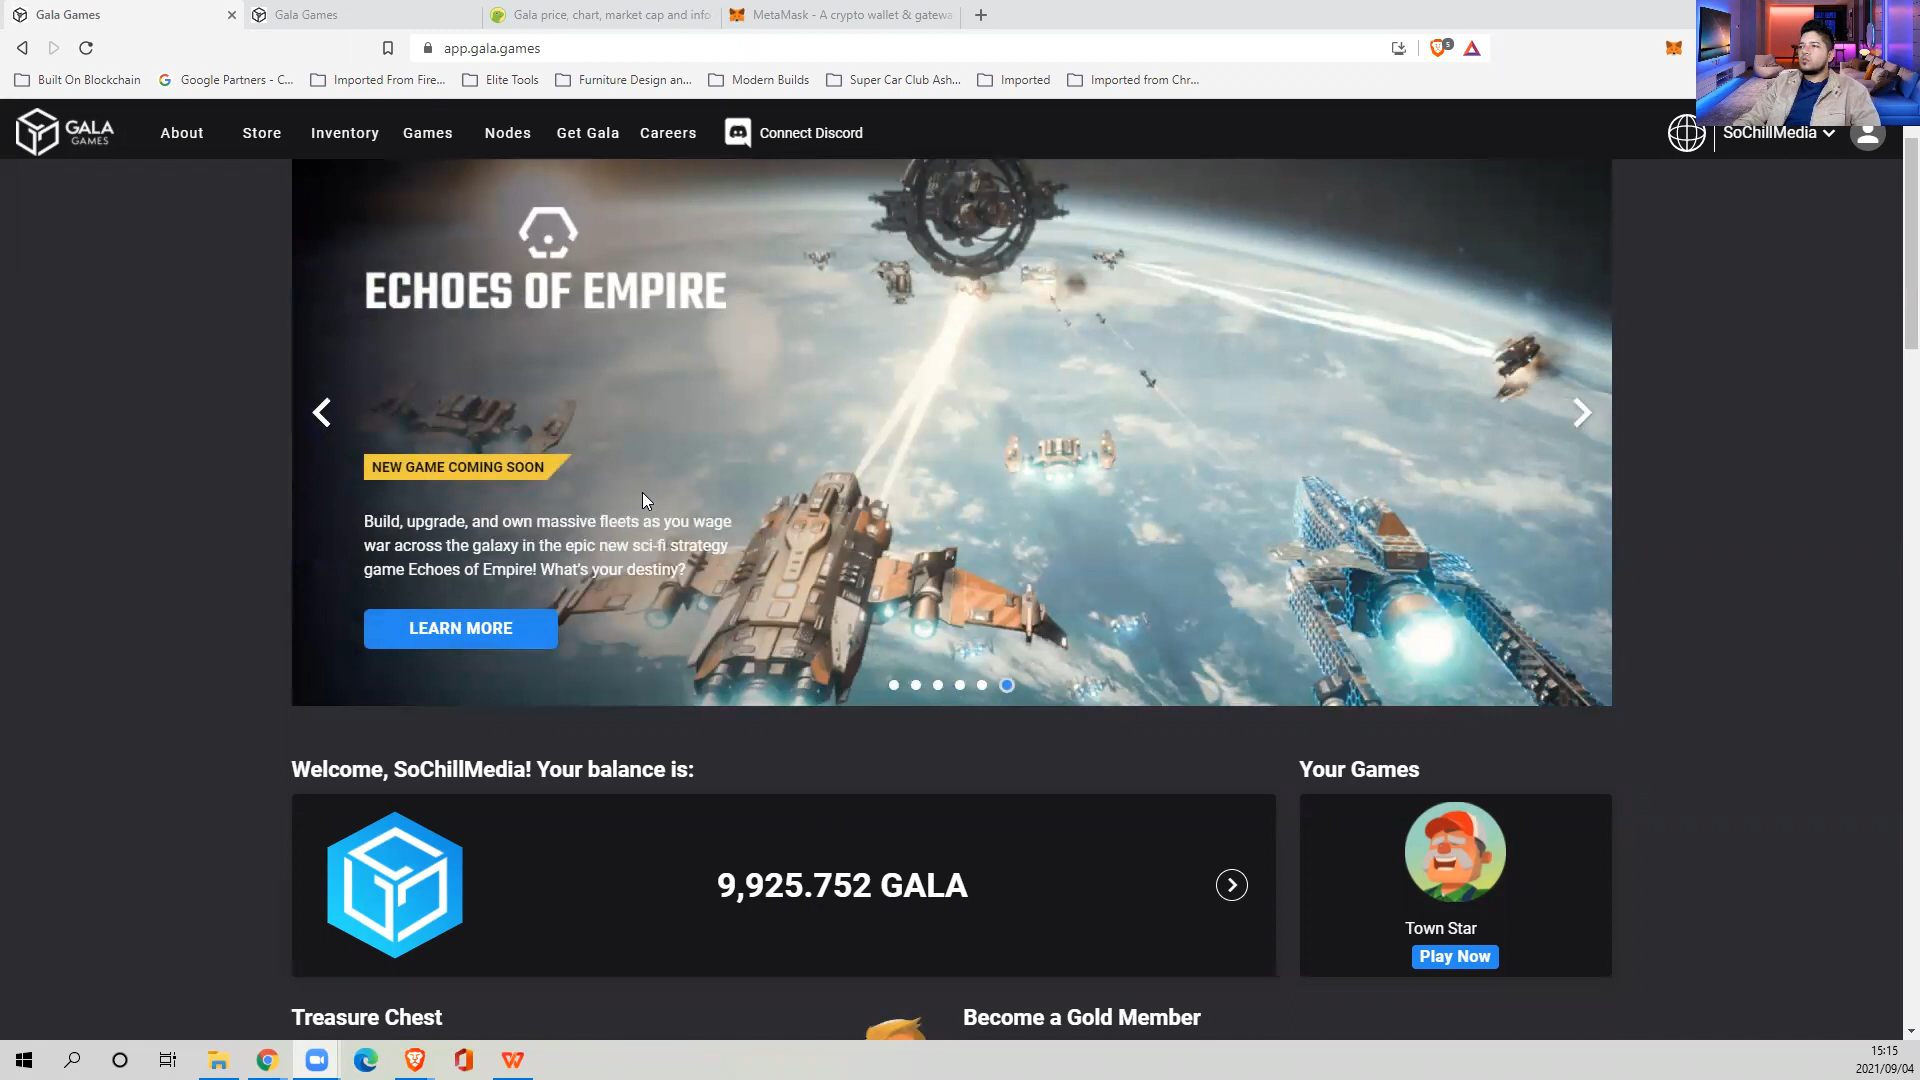 Gala Games
Gala Games
Gala price, chart, market cap and info
MetaMask - A crypto wallet & gatewa
app.gala.games
5
Built On Blockchain
Google Partners - C...
Imported From Fire...
Elite Tools
Furniture Design an...
Modern Builds
Super Car Club Ash...
Imported
Imported from Chr...
GALA
GAMES
About
Store
Inventory
Games
Nodes
Get Gala
Careers
Connect Discord
SoChillMedia
ECHOES OF EMPIRE
NEW GAME COMING SOON
Build, upgrade, and own massive fleets as you wage
war across the galaxy in the epic new sci-fi strategy
game Echoes of Empire! What's your destiny?
LEARN MORE
Welcome, SoChillMedia! Your balance is:
Your Games
9,925.752 GALA
Town Star
Play Now
Treasure Chest
Become a Gold Member
15:15
2021/09/04